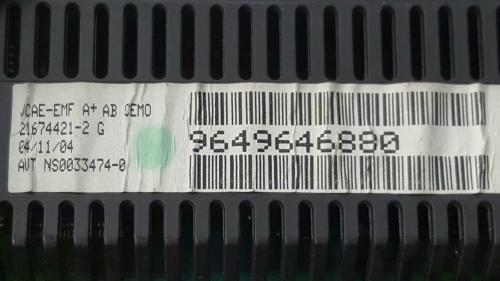 JCAE-EMF A+ AB DEMO
21674421-2 G
04/11/04
AUT NS0033474-0
9649646880